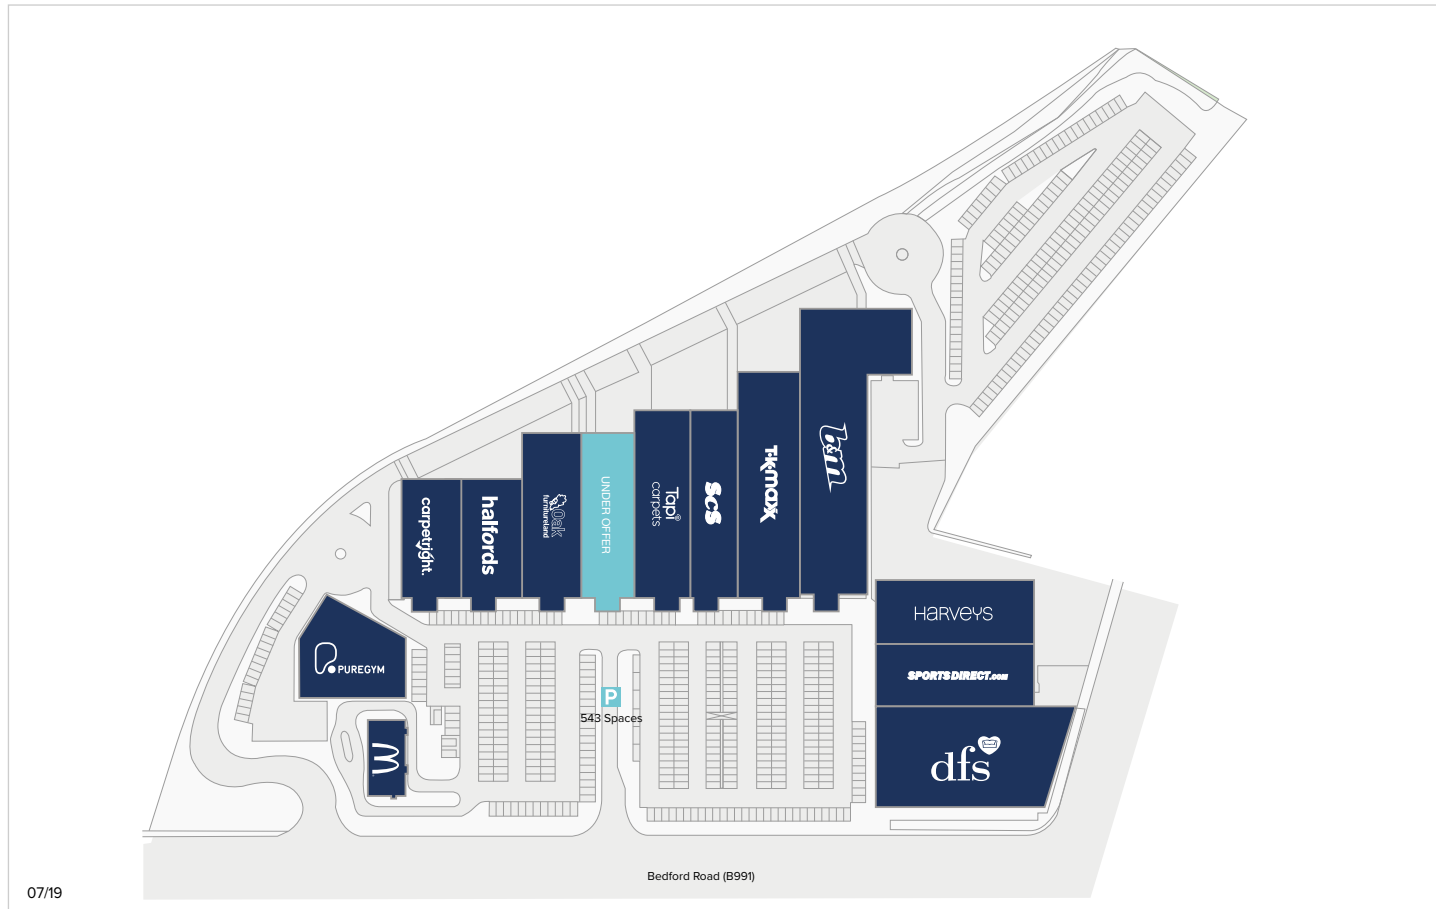 carpetright.
halfords
Oak
furnitureland
UNDER OFFER
Tapi®
carpets
scs
T·K·maxx
b&m
HARVEYS
SPORTSDIRECT.com
dfs
PUREGYM
M
P
543 Spaces
Bedford Road (B991)
07/19